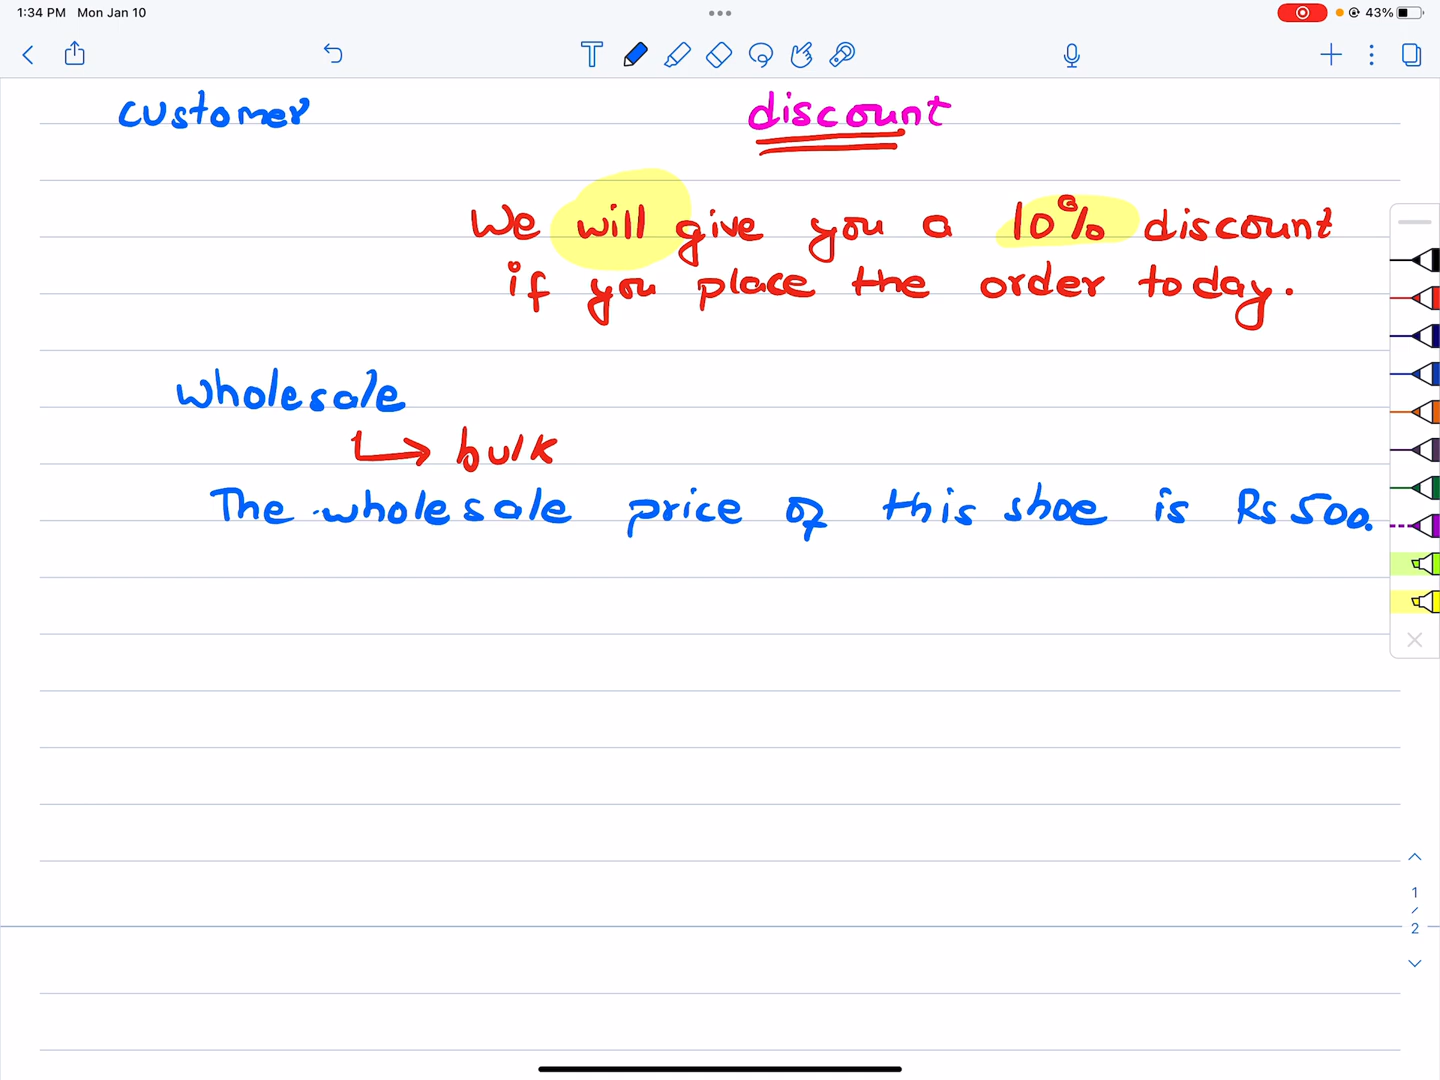 1:34 PM Mon Jan 10
43%
customer
discount
We will give you a 10% discount
if you place the order today.
wholesale
bulk
The wholesale price of this shoe is Rs 500.
1
/
2